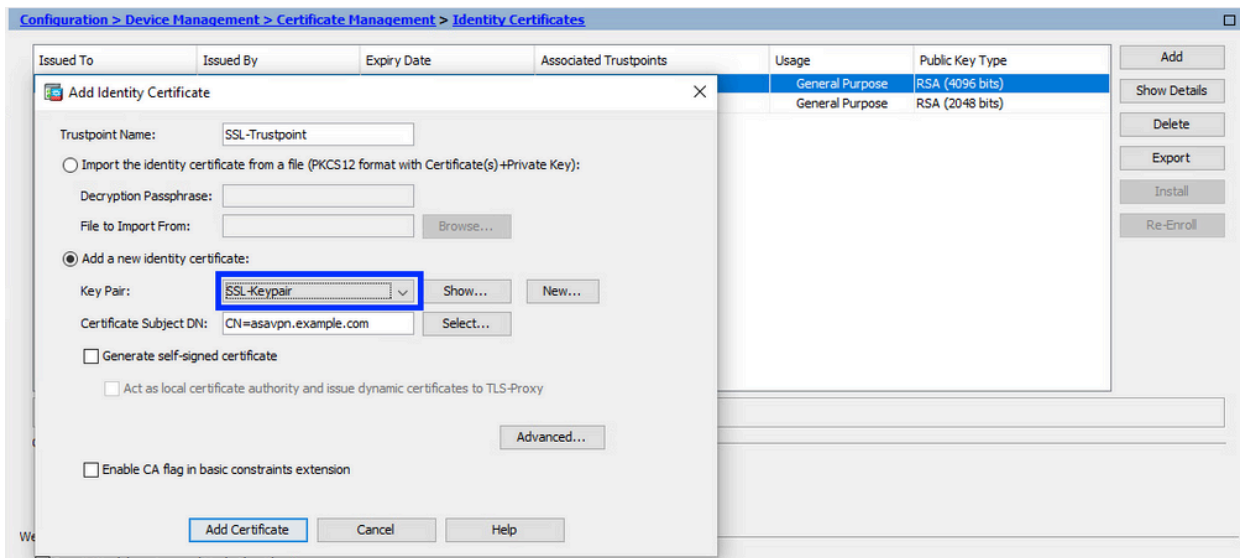 Configuration > Device Management > Certificate Management > Identity Certificates
Issued To Issued By Expiry Date Associated Trustpoints Usage Public Key Type
Add
General Purpose RSA (4096 bits)
Show Details
General Purpose RSA (2048 bits)
Delete
Export
Install
Re-Enroll
Add Identity Certificate
Trustpoint Name: SSL-Trustpoint
Import the identity certificate from a file (PKCS12 format with Certificate(s)+Private Key):
Decryption Passphrase:
File to Import From: Browse...
Add a new identity certificate:
Key Pair: SSL-Keypair Show... New...
Certificate Subject DN: CN=asavpn.example.com Select...
Generate self-signed certificate
Act as local certificate authority and issue dynamic certificates to TLS-Proxy
Advanced...
Enable CA flag in basic constraints extension
Add Certificate Cancel Help